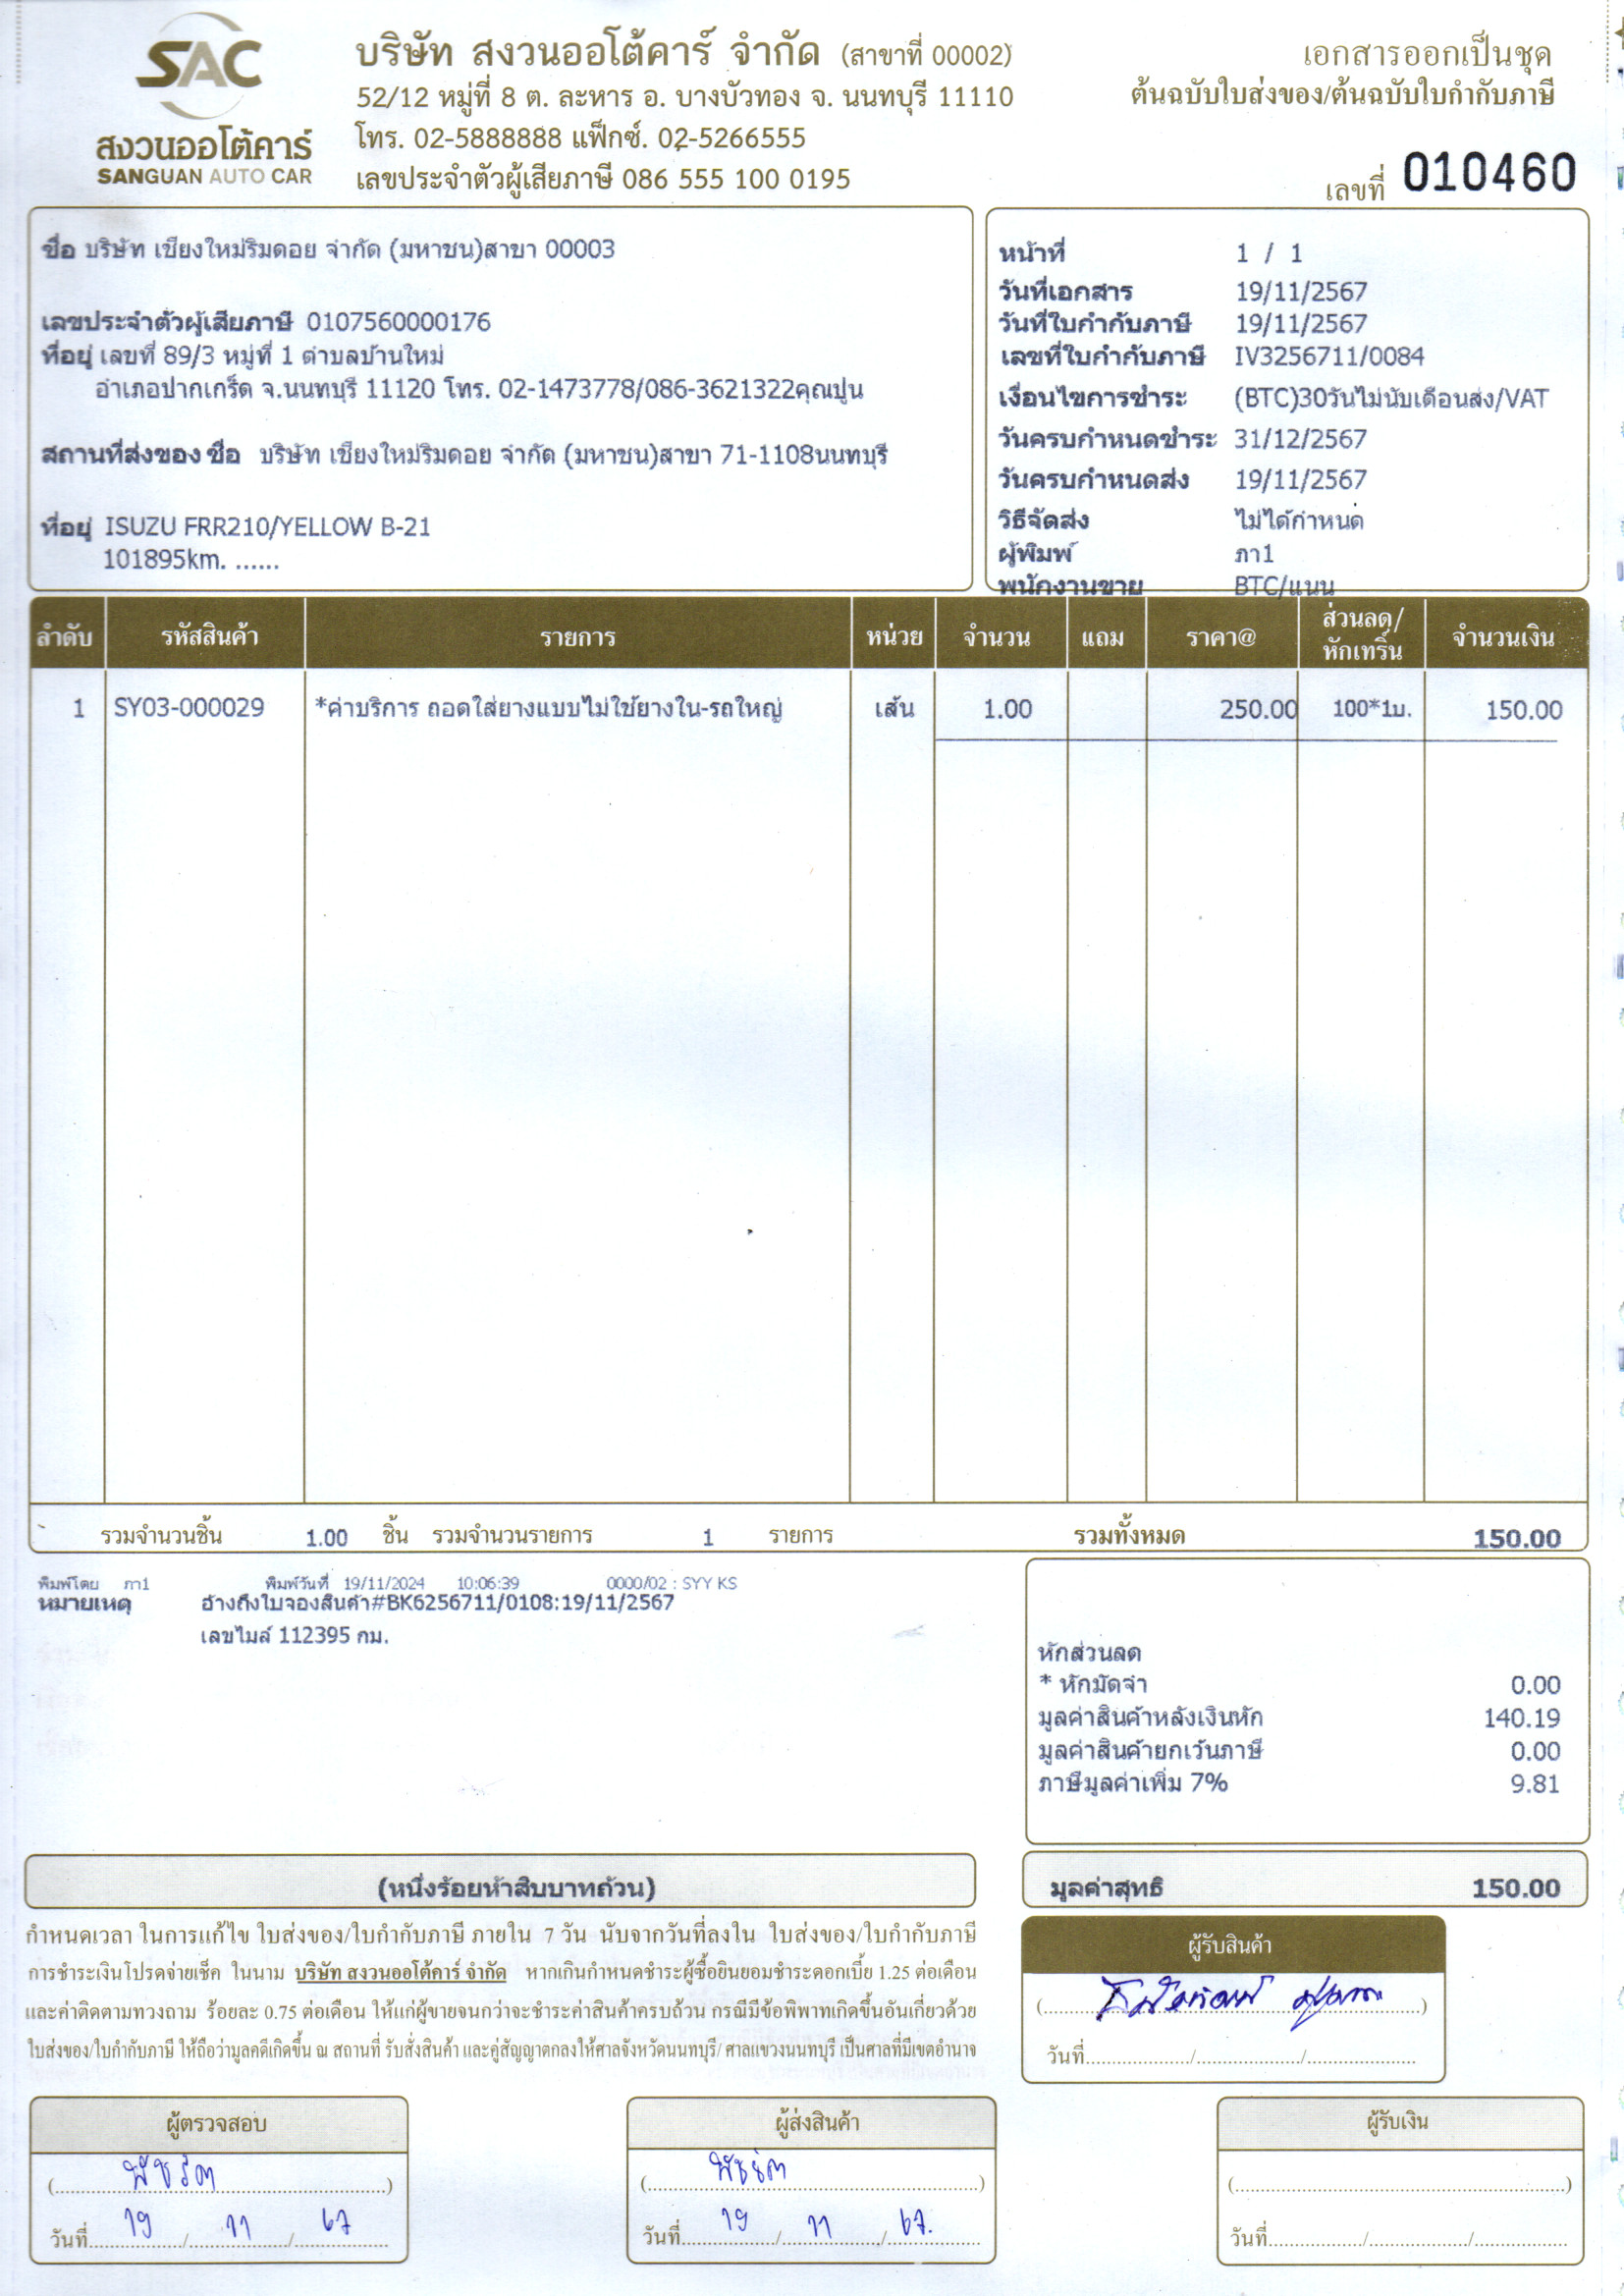 SAC
สงวนออโต้คาร์
SANGUAN AUTO CAR
บริษัท สงวนออโต้คาร์ จำกัด (สาขาที่ 00002)
52/12 หมู่ที่ 8 ต. ละหาร อ. บางบัวทอง จ. นนทบุรี 11110
โทร. 02-5888888 แฟ็กซ์. 02-5266555
เลขประจำตัวผู้เสียภาษี 086 555 100 0195
เอกสารออกเป็นชุด
ต้นฉบับใบส่งของ/ต้นฉบับใบกำกับภาษี
เลขที่ 010460
ชื่อ บริษัท เชียงใหม่ริมดอย จำกัด (มหาชน)สาขา 00003
เลขประจำตัวผู้เสียภาษี 0107560000176
ที่อยู่ เลขที่ 89/3 หมู่ที่ 1 ตำบลบ้านใหม่
อำเภอปากเกร็ด จ.นนทบุรี 11120 โทร. 02-1473778/086-3621322คุณปูน
สถานที่ส่งของ ชื่อ บริษัท เชียงใหม่ริมดอย จำกัด (มหาชน)สาขา 71-1108นนทบุรี
ที่อยู่ ISUZU FRR210/YELLOW B-21
101895km. ......
หน้าที่ 1 / 1
วันที่เอกสาร 19/11/2567
วันที่ใบกำกับภาษี 19/11/2567
เลขที่ใบกำกับภาษี IV3256711/0084
เงื่อนไขการชำระ (BTC)30วันไม่นับเดือนส่ง/VAT
วันครบกำหนดชำระ 31/12/2567
วันครบกำหนดส่ง 19/11/2567
วิธีจัดส่ง ไม่ได้กำหนด
ผู้พิมพ์ ภา1
พนักงานขาย BTC/แนน
ลำดับ รหัสสินค้า รายการ หน่วย จำนวน แถม ราคา@ ส่วนลด/หักเทริ์น จำนวนเงิน
1 SY03-000029 *ค่าบริการ ถอดใส่ยางแบบไม่ใช้ยางใน-รถใหญ่ เส้น 1.00 250.00 100*1บ. 150.00
รวมจำนวนชิ้น 1.00 ชิ้น รวมจำนวนรายการ 1 รายการ รวมทั้งหมด 150.00
พิมพ์โดย ภา1 พิมพ์วันที่ 19/11/2024 10:06:39 0000/02 : SYY KS
หมายเหตุ อ้างถึงใบจองสินค้า#BK6256711/0108:19/11/2567
เลขไมล์ 112395 กม.
หักส่วนลด
* หักมัดจำ 0.00
มูลค่าสินค้าหลังเงินหัก 140.19
มูลค่าสินค้ายกเว้นภาษี 0.00
ภาษีมูลค่าเพิ่ม 7% 9.81
(หนึ่งร้อยห้าสิบบาทถ้วน)
มูลค่าสุทธิ 150.00
กำหนดเวลา ในการแก้ไข ใบส่งของ/ใบกำกับภาษี ภายใน 7 วัน นับจากวันที่ลงใน ใบส่งของ/ใบกำกับภาษี
การชำระเงินโปรดจ่ายเช็ค ในนาม บริษัท สงวนออโต้คาร์ จำกัด หากเกินกำหนดชำระผู้ซื้อยินยอมชำระดอกเบี้ย 1.25 ต่อเดือน
และค่าติดตามทวงถาม ร้อยละ 0.75 ต่อเดือน ให้แก่ผู้ขายจนกว่าจะชำระค่าสินค้าครบถ้วน กรณีมีข้อพิพาทเกิดขึ้นอันเกี่ยวด้วย
ใบส่งของ/ใบกำกับภาษี ให้ถือว่ามูลคดีเกิดขึ้น ณ สถานที่ รับสั่งสินค้า และคู่สัญญาตกลงให้ศาลจังหวัดนนทบุรี/ ศาลแขวงนนทบุรี เป็นศาลที่มีเขตอำนาจ
ผู้รับสินค้า
วันที่......../......../........
ผู้ตรวจสอบ
(พัชรีดา)
วันที่ 19 / 11 / 67
ผู้ส่งสินค้า
วันที่ 19 / 11 / 67.
ผู้รับเงิน
(................)
วันที่......../......../........